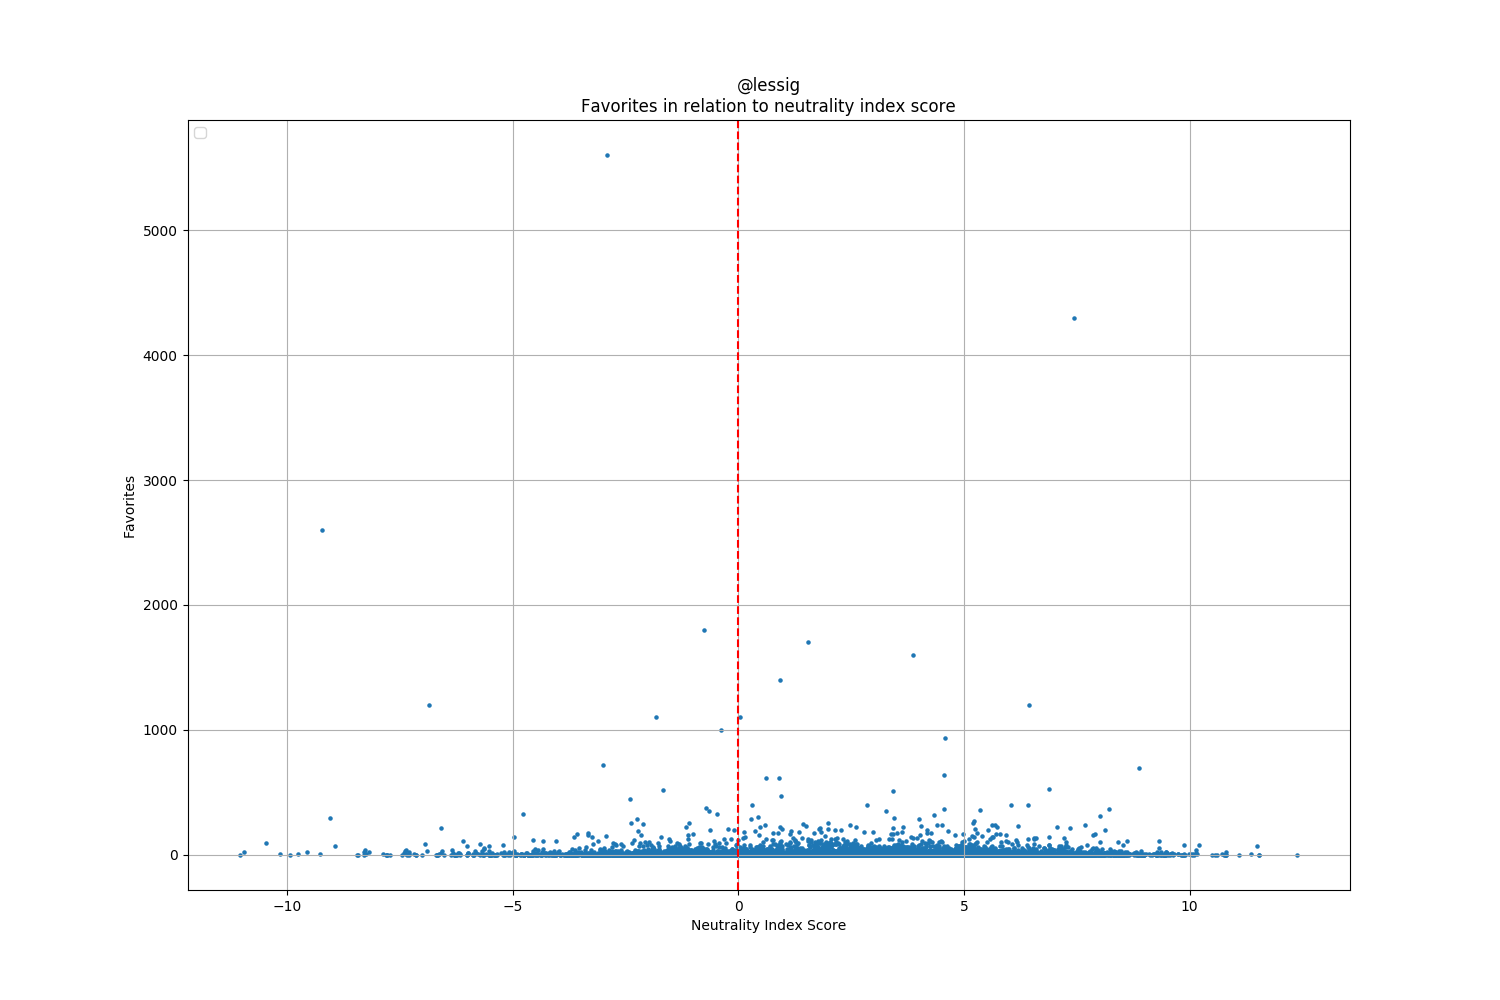 @lessig
Favorites in relation to neutrality index score
5000
4000
3000
2000
1000
0
Favorites
−10
−5
0
5
10
Neutrality Index Score